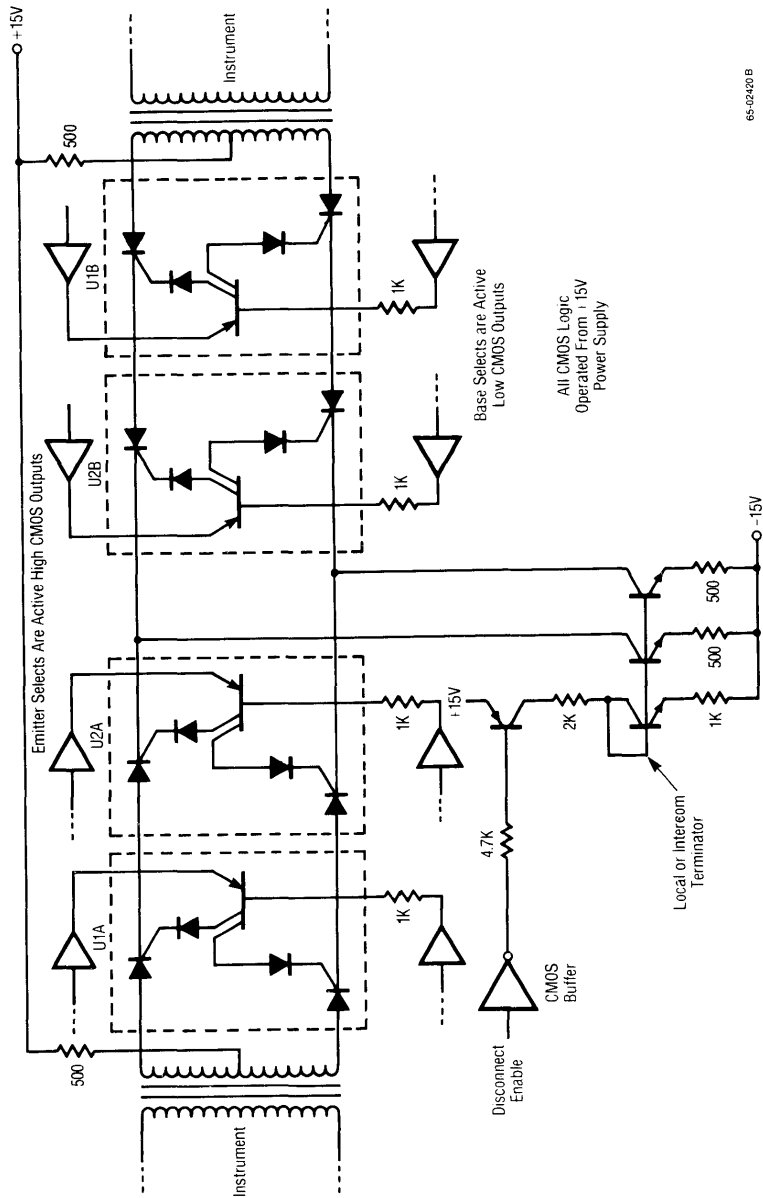 Emitter Selects Are Active High CMOS Outputs
+15V
500
500
U1A
U2A
U2B
U1B
Instrument
Instrument
1K
1K
1K
1K
Base Selects are Active
Low CMOS Outputs
All CMOS Logic
Operated From +15V
Power Supply
+15V
4.7K
2K
CMOS
Buffer
Disconnect
Enable
Local or Intercom
Terminator
1K
500
500
-15V
65-02420B